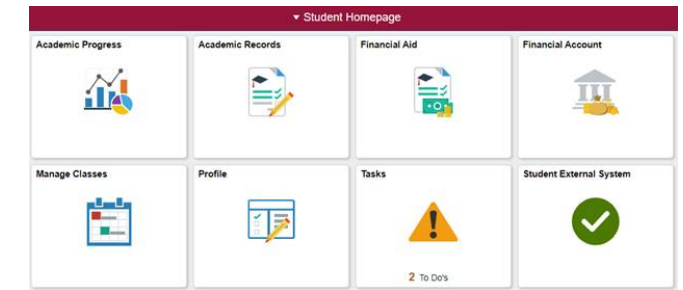 Student Homepage
Academic Progress
Academic Records
Financial Aid
Financial Account
Manage Classes
Profile
Tasks
Student External System
2 To Do's